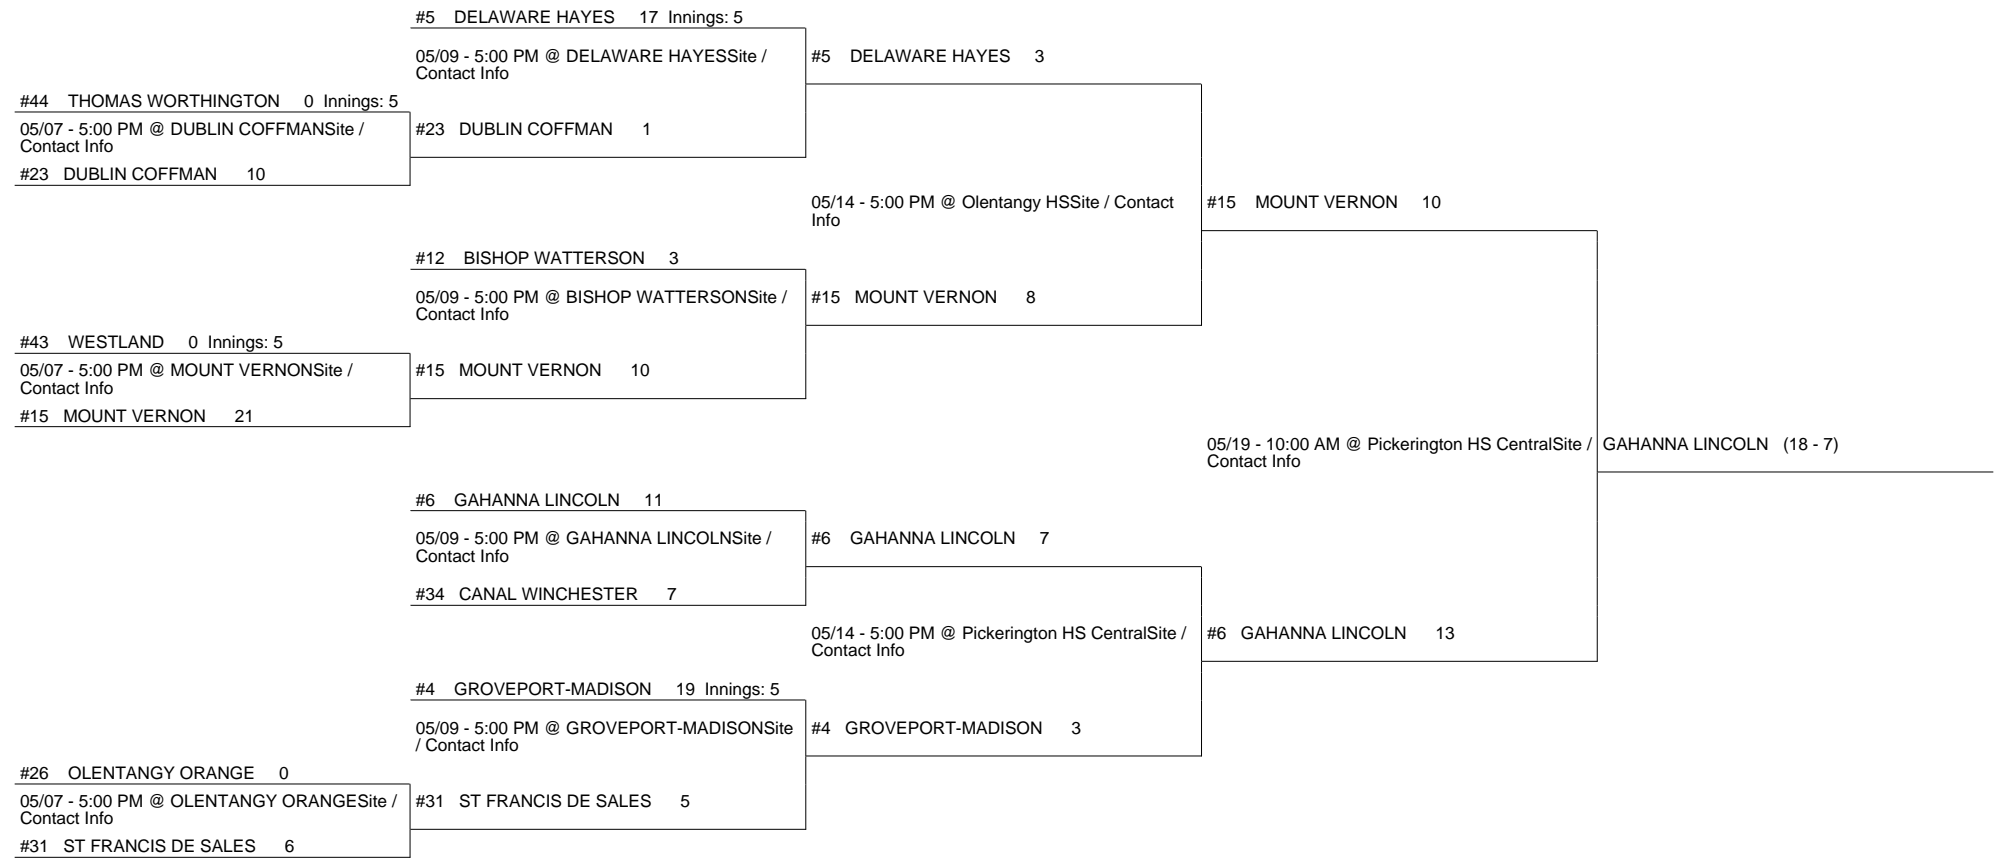 #5 DELAWARE HAYES 17 Innings: 5
05/09 - 5:00 PM @ DELAWARE HAYESSite /
Contact Info
#5 DELAWARE HAYES 3
#44 THOMAS WORTHINGTON 0 Innings: 5
05/07 - 5:00 PM @ DUBLIN COFFMANSite /
Contact Info
#23 DUBLIN COFFMAN 1
#23 DUBLIN COFFMAN 10
05/14 - 5:00 PM @ Olentangy HSSite / Contact
Info
#15 MOUNT VERNON 10
#12 BISHOP WATTERSON 3
05/09 - 5:00 PM @ BISHOP WATTERSONSite /
Contact Info
#15 MOUNT VERNON 8
#43 WESTLAND 0 Innings: 5
05/07 - 5:00 PM @ MOUNT VERNONSite /
Contact Info
#15 MOUNT VERNON 10
#15 MOUNT VERNON 21
05/19 - 10:00 AM @ Pickerington HS CentralSite /
Contact Info
GAHANNA LINCOLN (18 - 7)
#6 GAHANNA LINCOLN 11
05/09 - 5:00 PM @ GAHANNA LINCOLNSite /
Contact Info
#6 GAHANNA LINCOLN 7
#34 CANAL WINCHESTER 7
05/14 - 5:00 PM @ Pickerington HS CentralSite /
Contact Info
#6 GAHANNA LINCOLN 13
#4 GROVEPORT-MADISON 19 Innings: 5
05/09 - 5:00 PM @ GROVEPORT-MADISONSite
/ Contact Info
#4 GROVEPORT-MADISON 3
#26 OLENTANGY ORANGE 0
05/07 - 5:00 PM @ OLENTANGY ORANGESite /
Contact Info
#31 ST FRANCIS DE SALES 5
#31 ST FRANCIS DE SALES 6